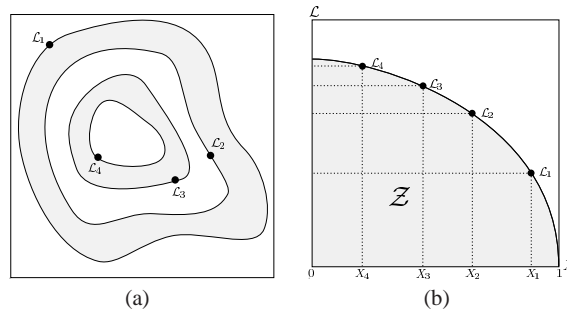 ℒ₁
ℒ₂
ℒ₃
ℒ₄
(a)
ℒ
ℒ₄
ℒ₃
ℒ₂
ℒ₁
𝒵
0 X₄ X₃ X₂ X₁ 1
(b)